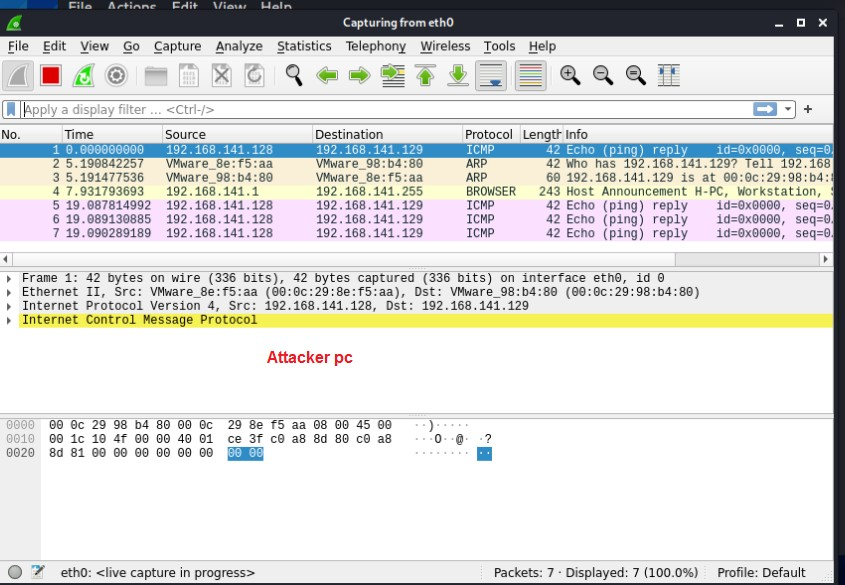 File Actions Edit View Help
Capturing from eth0
File Edit View Go Capture Analyze Statistics Telephony Wireless Tools Help
Apply a display filter ... <Ctrl-/>
No. Time Source Destination Protocol Length Info
1 0.000000000 192.168.141.128 192.168.141.129 ICMP 42 Echo (ping) reply id=0x0000, seq=0
2 5.190842257 VMware_8e:f5:aa VMware_98:b4:80 ARP 42 Who has 192.168.141.129? Tell 192.168
3 5.191477536 VMware_98:b4:80 VMware_8e:f5:aa ARP 60 192.168.141.129 is at 00:0c:29:98:b4:8
4 7.931793693 192.168.141.1 192.168.141.255 BROWSER 243 Host Announcement H-PC, Workstation,
5 19.087814992 192.168.141.128 192.168.141.129 ICMP 42 Echo (ping) reply id=0x0000, seq=0
6 19.089130885 192.168.141.128 192.168.141.129 ICMP 42 Echo (ping) reply id=0x0000, seq=0
7 19.090289189 192.168.141.128 192.168.141.129 ICMP 42 Echo (ping) reply id=0x0000, seq=0
Frame 1: 42 bytes on wire (336 bits), 42 bytes captured (336 bits) on interface eth0, id 0
Ethernet II, Src: VMware_8e:f5:aa (00:0c:29:8e:f5:aa), Dst: VMware_98:b4:80 (00:0c:29:98:b4:80)
Internet Protocol Version 4, Src: 192.168.141.128, Dst: 192.168.141.129
Internet Control Message Protocol
Attacker pc
0000 00 0c 29 98 b4 80 00 0c 29 8e f5 aa 08 00 45 00 ··)·····
0010 00 1c 10 4f 00 00 40 01 ce 3f c0 a8 8d 80 c0 a8 ···O··@· ·?
0020 8d 81 00 00 00 00 00 00 00 00 ········ ··
eth0: <live capture in progress> Packets: 7 · Displayed: 7 (100.0%) Profile: Default